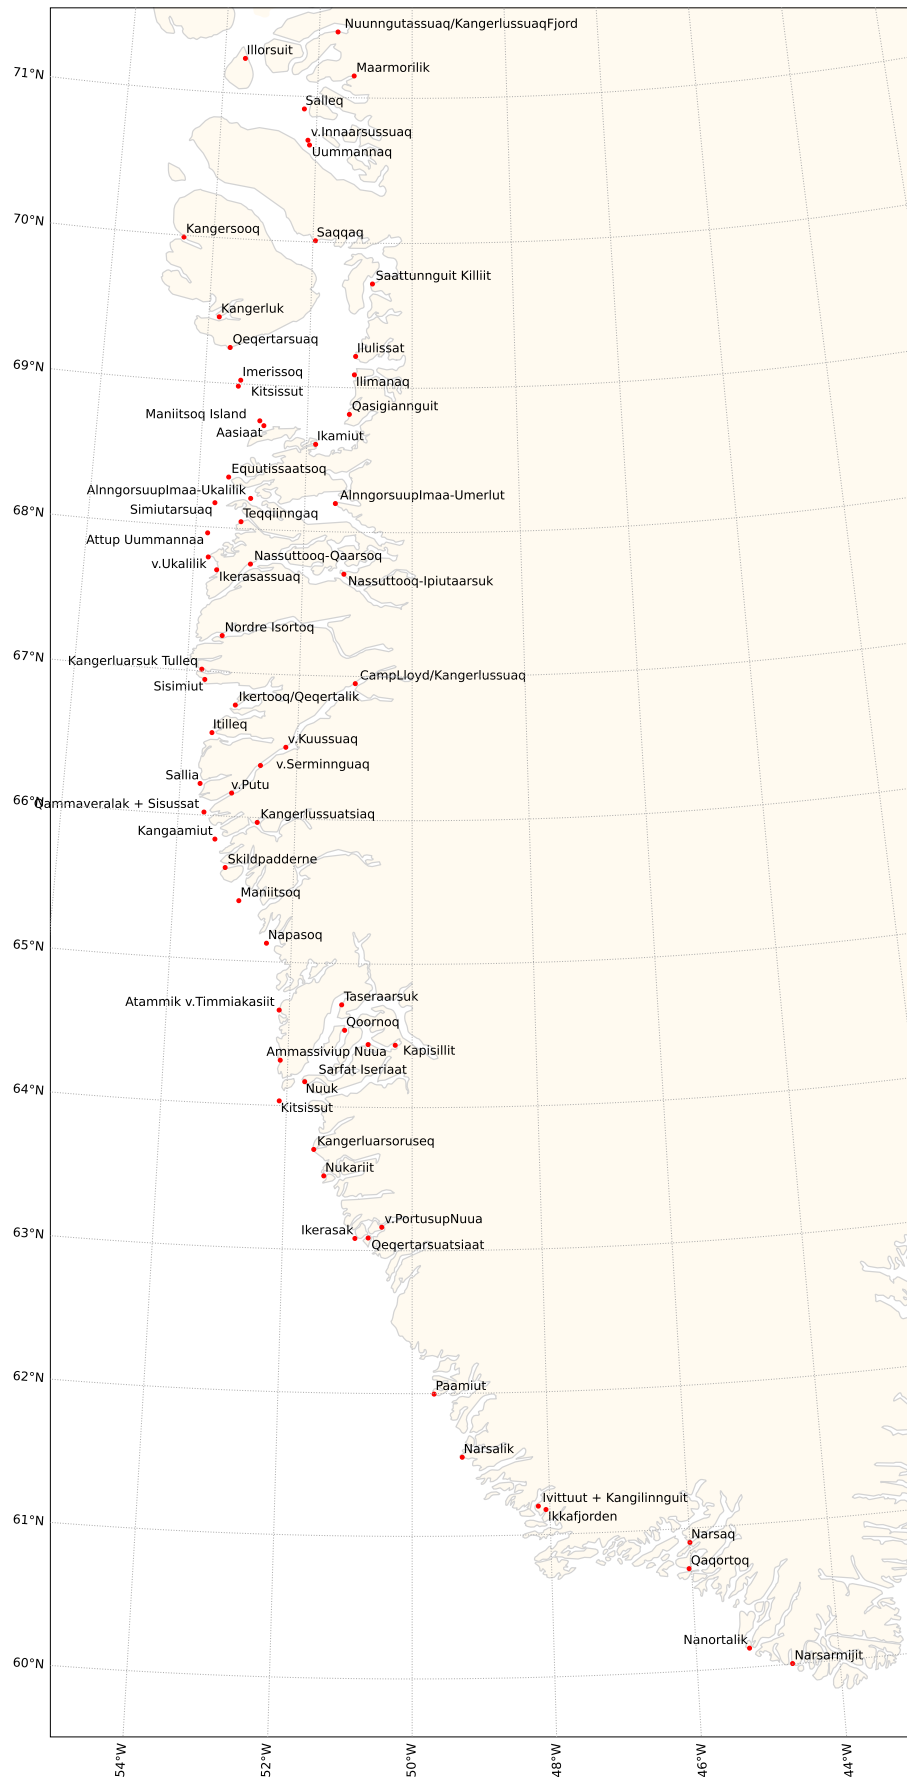 Nuunngutassuaq/KangerlussuaqFjord
Illorsuit
Maarmorilik
71°N
Salleq
v.Innaarsussuaq
Uummannaq
70°N
Kangersooq
Saqqaq
Saattunnguit Killiit
Kangerluk
Qeqertarsuaq
Ilulissat
69°N
Imerissoq
Ilimanaq
Kitsissut
Qasigiannguit
Maniitsoq Island
Aasiaat
Ikamiut
Equutissaatsoq
AlnngorsuupImaa-Ukalilik
AlnngorsuupImaa-Umerlut
Simiutarsuaq
68°N
Teqqiinngaq
Attup Uummannaa
Nassuttooq-Qaarsoq
v.Ukalilik
Ikerasassuaq
Nassuttooq-Ipiutaarsuk
Nordre Isortoq
67°N
Kangerluarsuk Tulleq
CampLloyd/Kangerlussuaq
Sisimiut
Ikertooq/Qeqertalik
Itilleq
v.Kuussuaq
v.Serminnguaq
Sallia
v.Putu
66°N
Qammaveralak + Sisussat
Kangerlussuatsiaq
Kangaamiut
Skildpadderne
Maniitsoq
Napasoq
65°N
Taseraarsuk
Atammik v.Timmiakasiit
Qoornoq
Ammassiviup Nuua
Kapisillit
Sarfat Iseriaat
64°N
Nuuk
Kitsissut
Kangerluarsoruseq
Nukariit
v.PortusupNuua
63°N
Ikerasak
Qeqertarsuatsiaat
62°N
Paamiut
Narsalik
Ivittuut + Kangilinnguit
61°N
Ikkafjorden
Narsaq
Qaqortoq
Nanortalik
60°N
Narsarmijit
54°W
52°W
50°W
48°W
46°W
44°W